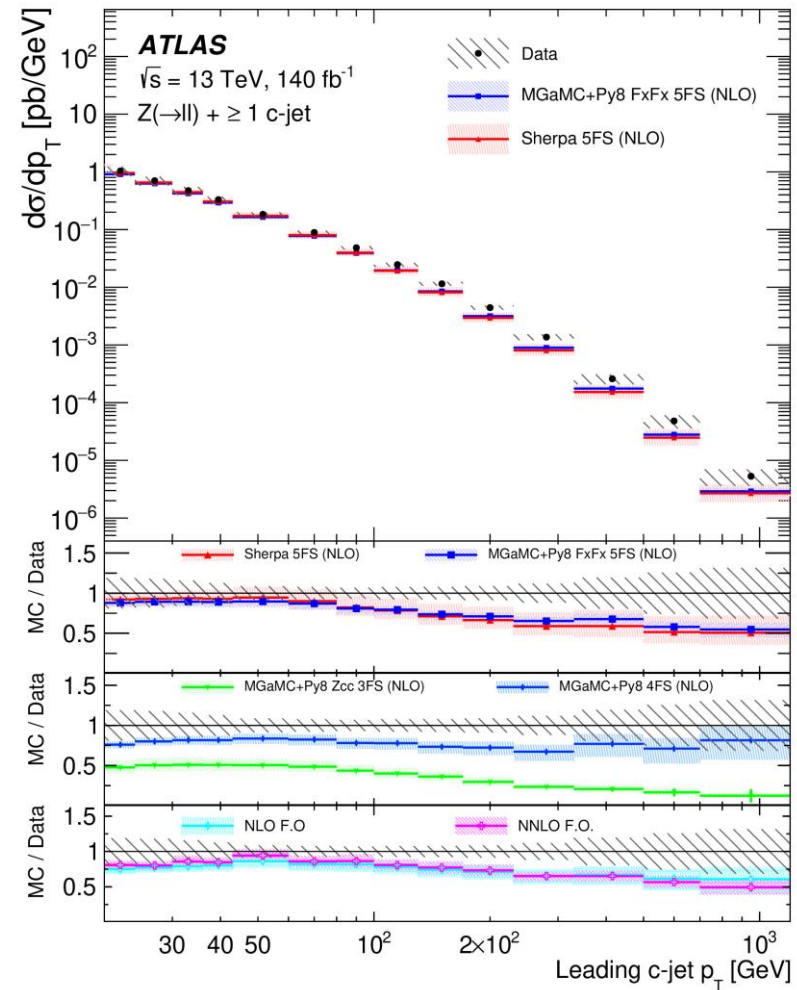 ATLAS
√s = 13 TeV, 140 fb⁻¹
Z(→ll) + ≥ 1 c-jet
Data
MGaMC+Py8 FxFx 5FS (NLO)
Sherpa 5FS (NLO)
dσ/dp_T [pb/GeV]
10²
10
1
10⁻¹
10⁻²
10⁻³
10⁻⁴
10⁻⁵
10⁻⁶
MC / Data
1.5
1
0.5
Sherpa 5FS (NLO)
MGaMC+Py8 FxFx 5FS (NLO)
MC / Data
1.5
1
0.5
MGaMC+Py8 Zcc 3FS (NLO)
MGaMC+Py8 4FS (NLO)
MC / Data
1.5
1
0.5
NLO F.O
NNLO F.O.
30 40 50 10² 2×10² 10³
Leading c-jet p_T [GeV]